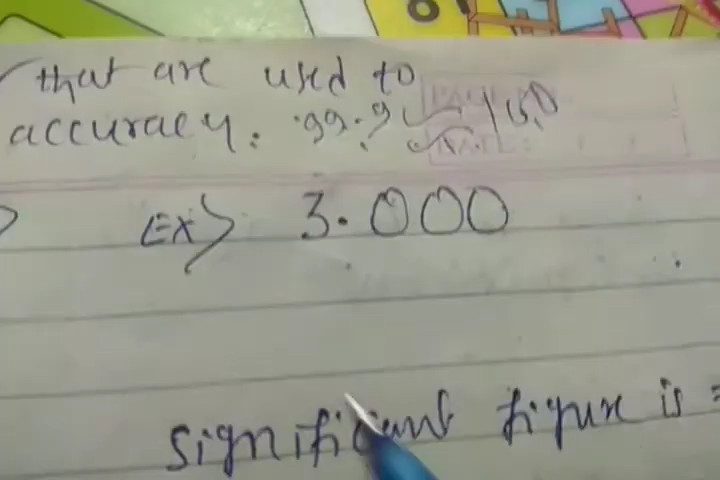 that are used to
accuracy. 99.9
Ex> 3.000
significant figure is =